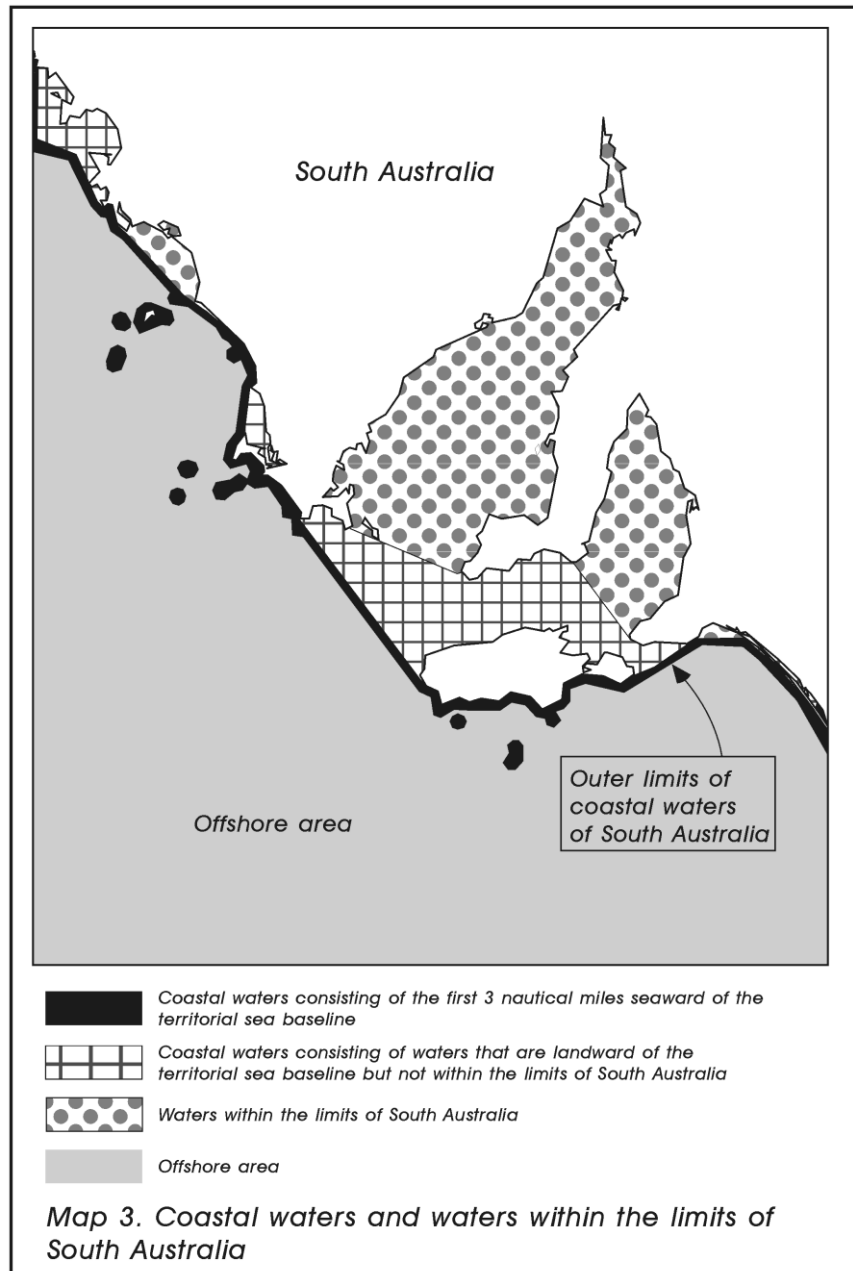 South Australia
Outer limits of
coastal waters
of South Australia
Offshore area
Coastal waters consisting of the first 3 nautical miles seaward of the
territorial sea baseline
Coastal waters consisting of waters that are landward of the
territorial sea baseline but not within the limits of South Australia
Waters within the limits of South Australia
Offshore area
Map 3. Coastal waters and waters within the limits of
South Australia